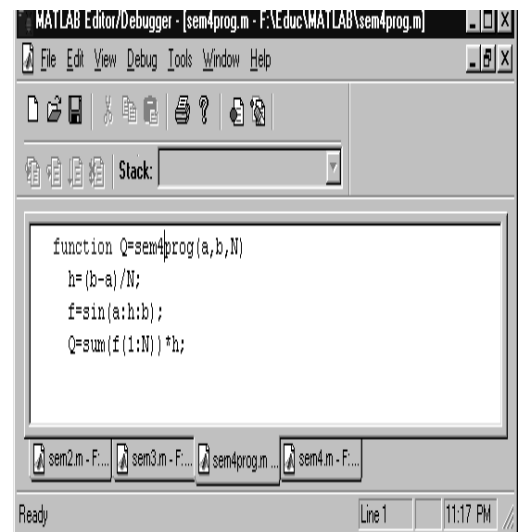 MATLAB Editor/Debugger - [sem4prog.m - F:\Educ\MATLAB\sem4prog.m]
File Edit View Debug Tools Window Help
Stack:
function Q=sem4prog(a,b,N)
h=(b-a)/N;
f=sin(a:h:b);
Q=sum(f(1:N))*h;
sem2.m - F:... sem3.m - F:... sem4prog.m ... sem4.m - F:...
Ready Line 1 11:17 PM